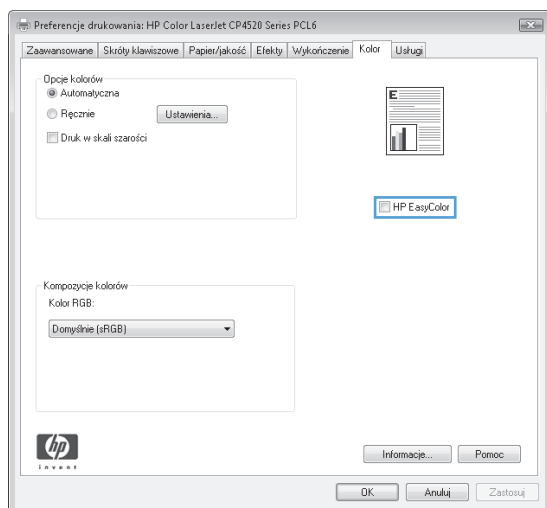 Preferencje drukowania: HP Color LaserJet CP4520 Series PCL6
Zaawansowane Skróty klawiszowe Papier/jakość Efekty Wykończenie Kolor Usługi
Opcje kolorów
Automatyczna
Ręcznie Ustawienia...
Druk w skali szarości
E
HP EasyColor
Kompozycje kolorów
Kolor RGB:
Domyślnie (sRGB)
hp
invent
Informacje... Pomoc
OK Anuluj Zastosuj